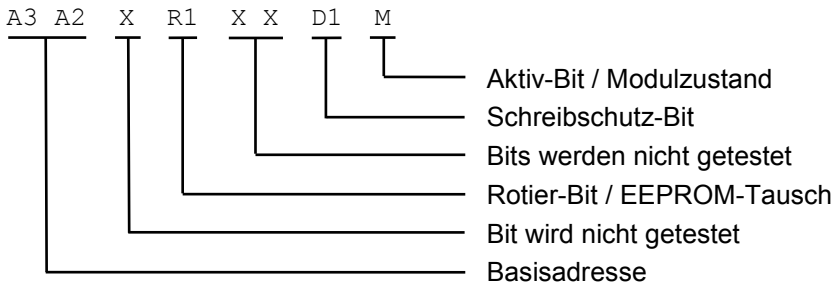 A3 A2 X R1 X X D1 M
Aktiv-Bit / Modulzustand
Schreibschutz-Bit
Bits werden nicht getestet
Rotier-Bit / EEPROM-Tausch
Bit wird nicht getestet
Basisadresse